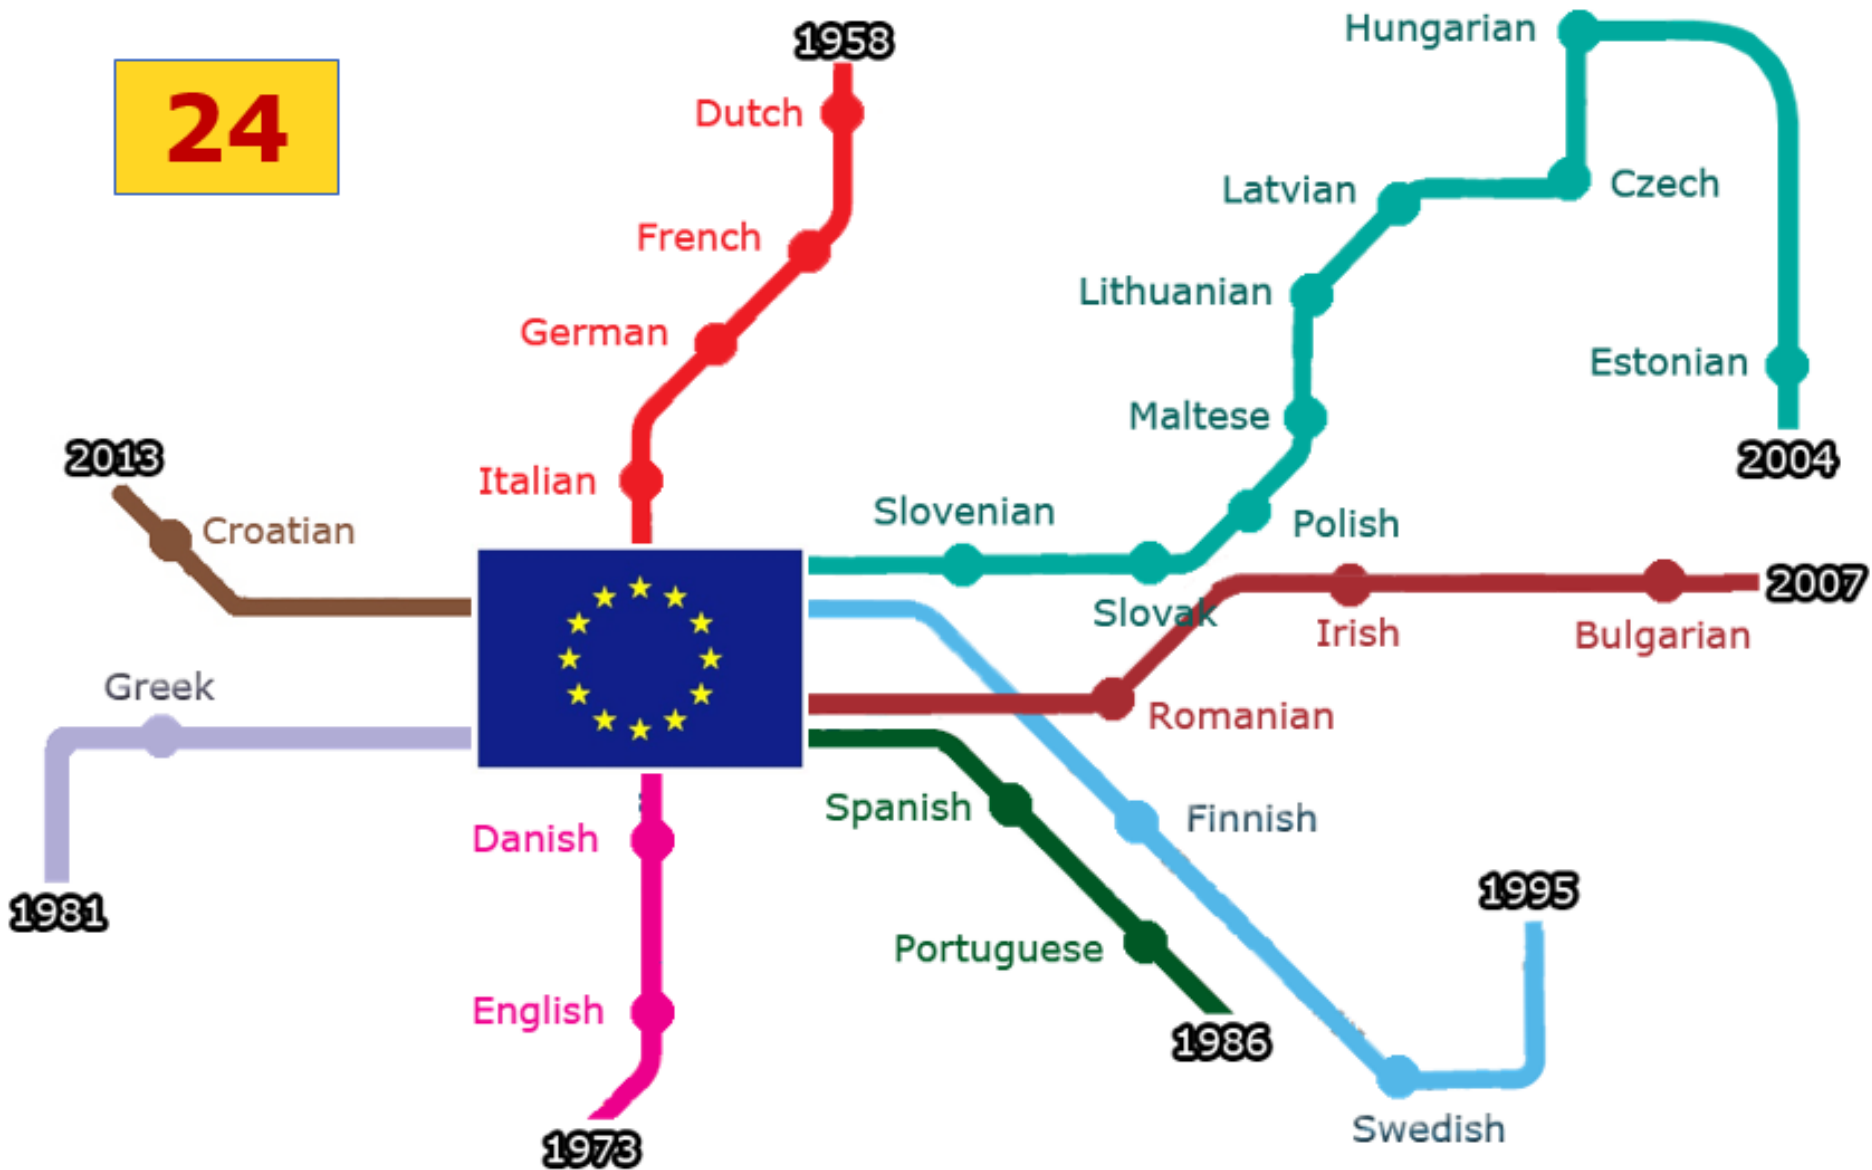 24
1958
Dutch
French
German
Italian
Hungarian
Latvian
Czech
Lithuanian
Estonian
Maltese
2004
Slovenian
Polish
Slovak
2013
Croatian
Irish
Bulgarian
2007
Romanian
Greek
1981
Danish
English
1973
Spanish
Portuguese
1986
Finnish
1995
Swedish